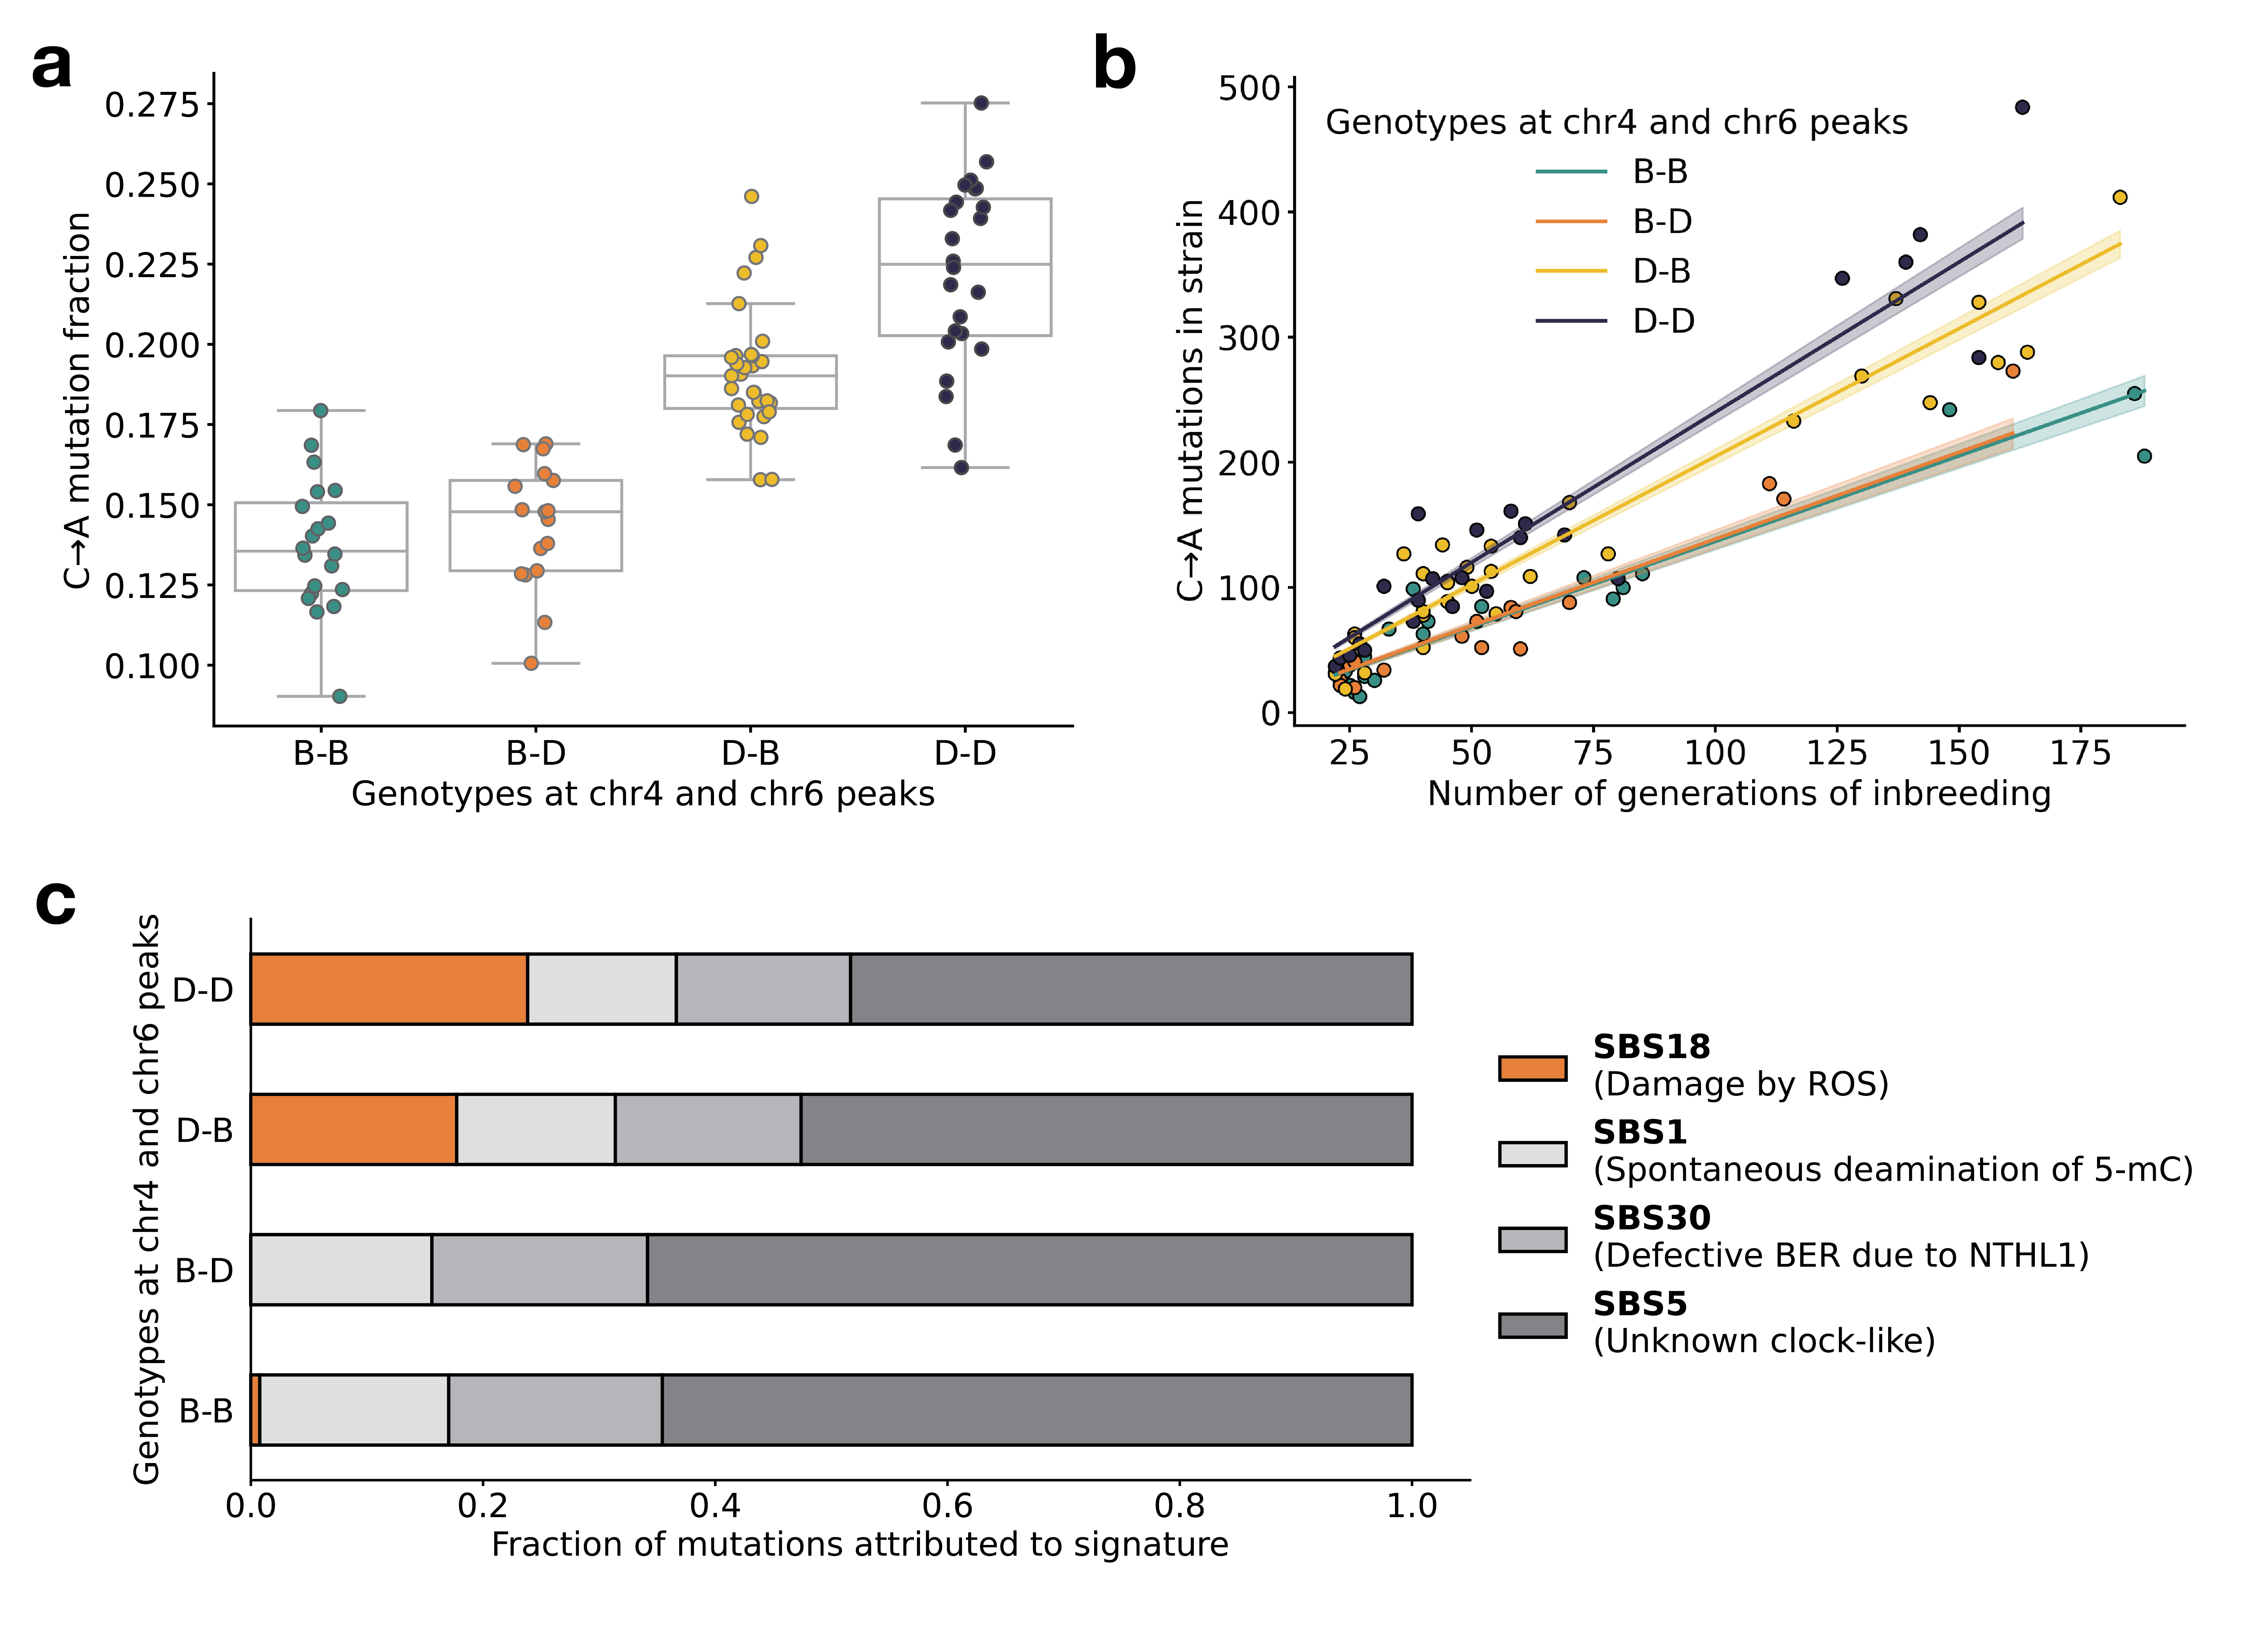 a
0.275
0.250
0.225
0.200
0.175
0.150
0.125
0.100
C→A mutation fraction
B-B
B-D
D-B
D-D
Genotypes at chr4 and chr6 peaks
b
500
400
300
200
100
0
C→A mutations in strain
Genotypes at chr4 and chr6 peaks
B-B
B-D
D-B
D-D
25
50
75
100
125
150
175
Number of generations of inbreeding
c
Genotypes at chr4 and chr6 peaks
D-D
D-B
B-D
B-B
0.0
0.2
0.4
0.6
0.8
1.0
Fraction of mutations attributed to signature
SBS18
(Damage by ROS)
SBS1
(Spontaneous deamination of 5-mC)
SBS30
(Defective BER due to NTHL1)
SBS5
(Unknown clock-like)